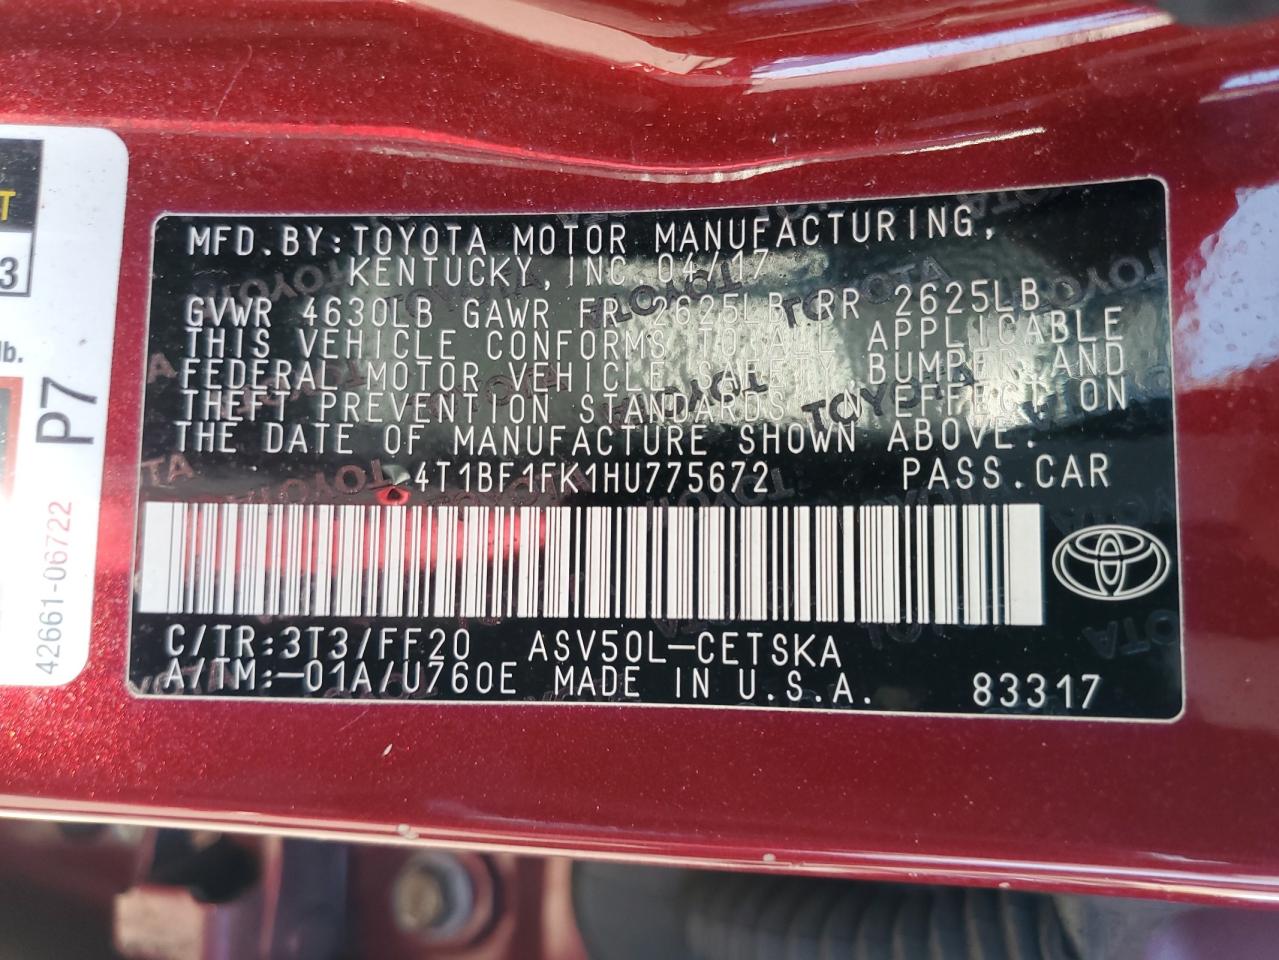 MFD.BY:TOYOTA MOTOR MANUFACTURING,
KENTUCKY, INC 04/17
GVWR 4630LB GAWR FR 2625LB RR 2625LB
THIS VEHICLE CONFORMS TO ALL APPLICABLE
FEDERAL MOTOR VEHICLE SAFETY BUMPER AND
THEFT PREVENTION STANDARDS IN EFFECT ON
THE DATE OF MANUFACTURE SHOWN ABOVE.
4T1BF1FK1HU775672 PASS.CAR
C/TR:3T3/FF20 ASV50L-CETSKA
A/TM:-01A/U760E MADE IN U.S.A. 83317
T
3
lb.
P7
42661-06722